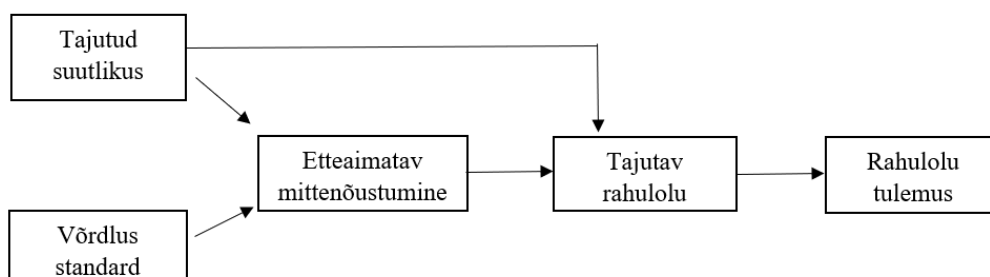 Tajutud
suutlikus
Etteaimatav
mittenõustumine
Tajutav
rahulolu
Rahulolu
tulemus
Võrdlus
standard